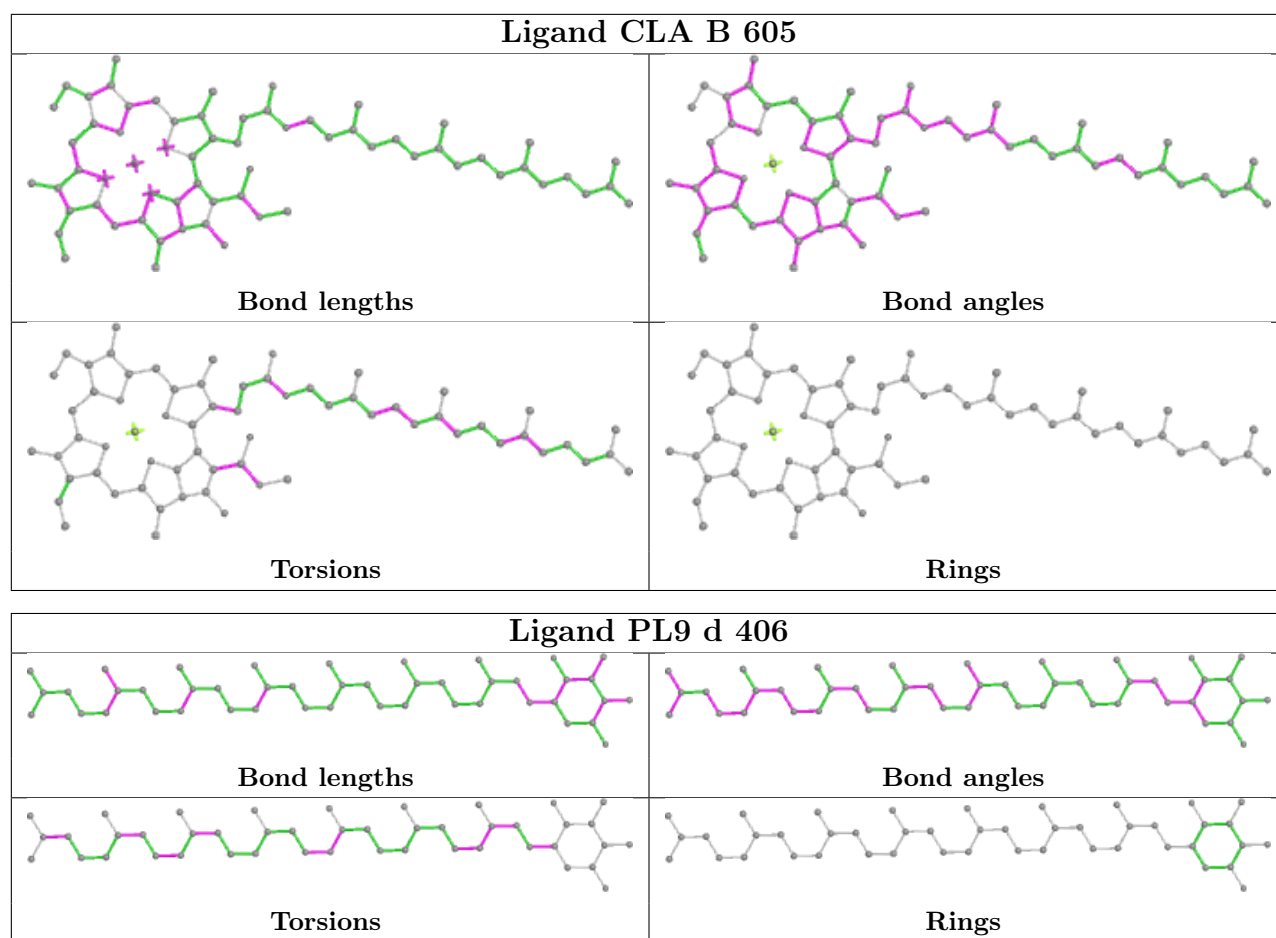 Ligand CLA B 605
Bond lengths
Bond angles
Torsions
Rings
Ligand PL9 d 406
Bond lengths
Bond angles
Torsions
Rings